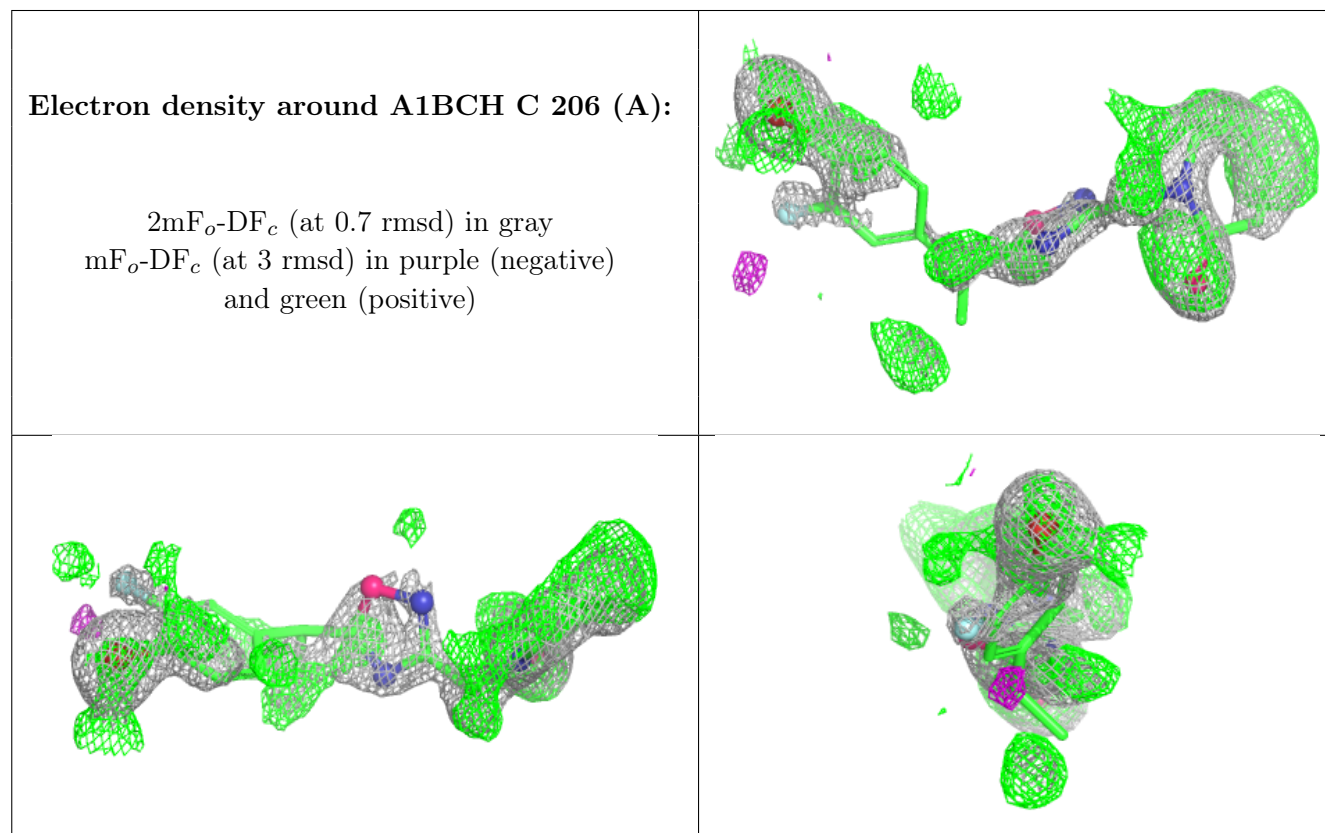 Electron density around A1BCH C 206 (A):
2mFₒ-DF𝒸 (at 0.7 rmsd) in gray
mFₒ-DF𝒸 (at 3 rmsd) in purple (negative)
and green (positive)